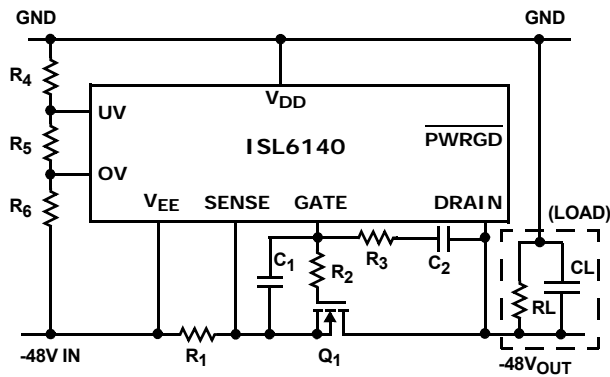 GND GND
R4
VDD
UV
R5
ISL6140
PWRGD
OV
R6
VEE SENSE GATE DRAIN
(LOAD)
C1
R2
R3
C2
CL
RL
-48V IN
R1
Q1
-48VOUT